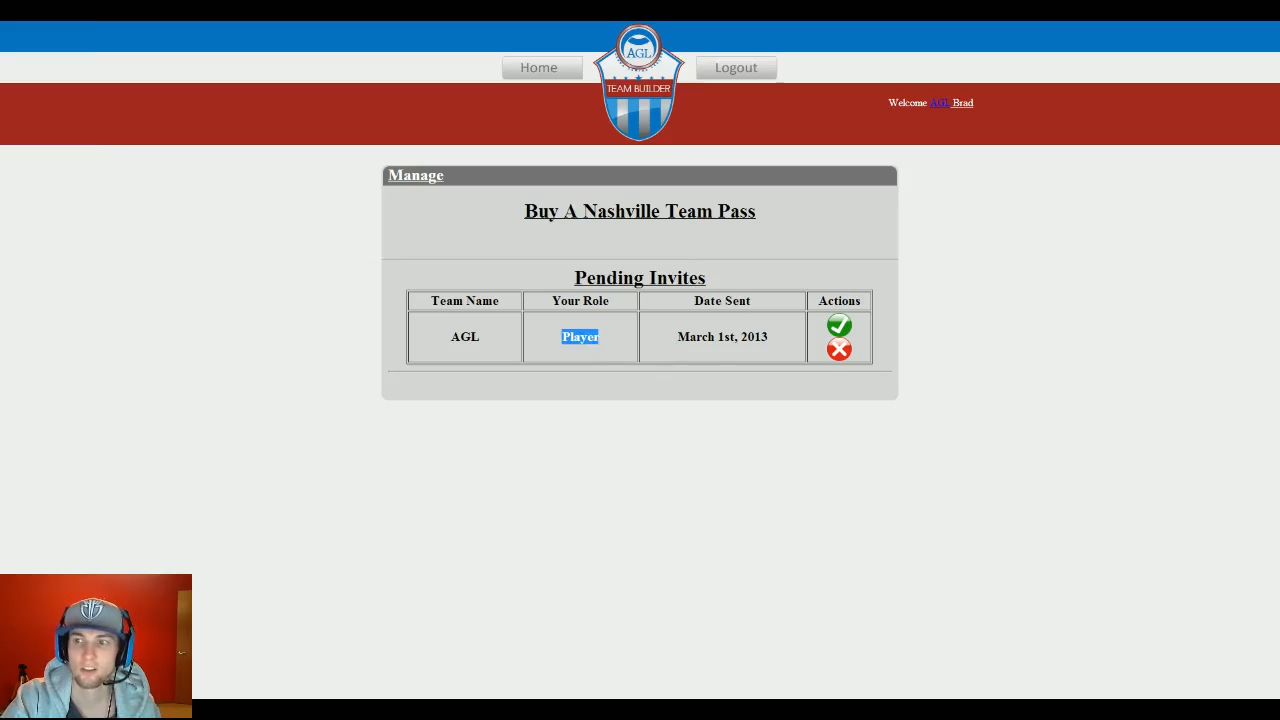 AGL
TEAM BUILDER
Home
Logout
Welcome AGL Brad
Manage
Buy A Nashville Team Pass
Pending Invites
Team Name Your Role Date Sent Actions
AGL Player March 1st, 2013